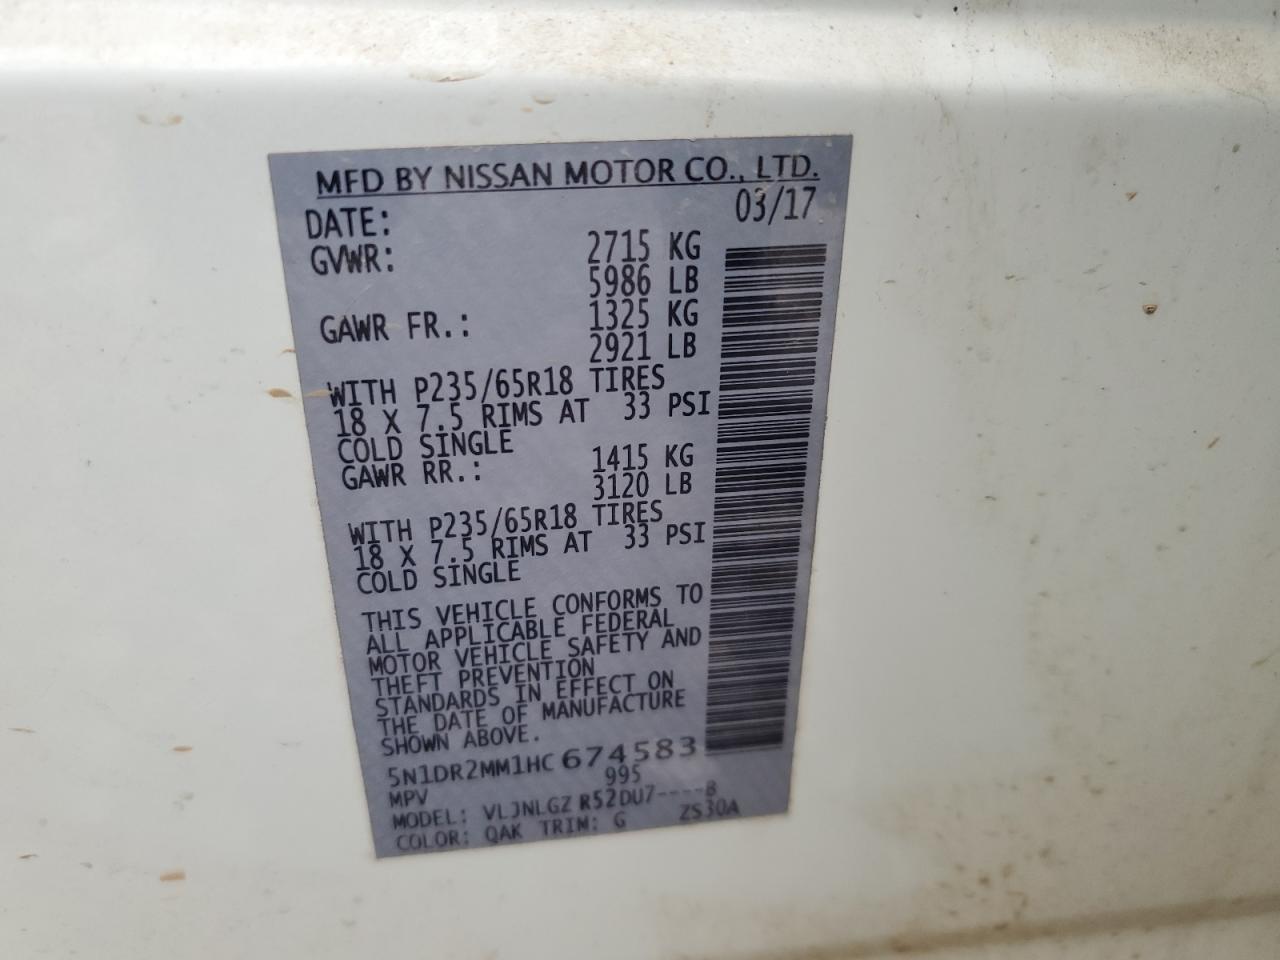 MFD BY NISSAN MOTOR CO., LTD.
DATE: 03/17
GVWR: 2715 KG
5986 LB
GAWR FR.: 1325 KG
2921 LB
WITH P235/65R18 TIRES
18 X 7.5 RIMS AT 33 PSI
COLD SINGLE
GAWR RR.: 1415 KG
3120 LB
WITH P235/65R18 TIRES
18 X 7.5 RIMS AT 33 PSI
COLD SINGLE
THIS VEHICLE CONFORMS TO
ALL APPLICABLE FEDERAL
MOTOR VEHICLE SAFETY AND
THEFT PREVENTION
STANDARDS IN EFFECT ON
THE DATE OF MANUFACTURE
SHOWN ABOVE.
5N1DR2MM1HC674583
MPV 995
MODEL: VLJNLGZ R52DU7----8
COLOR: QAK TRIM: G ZS30A